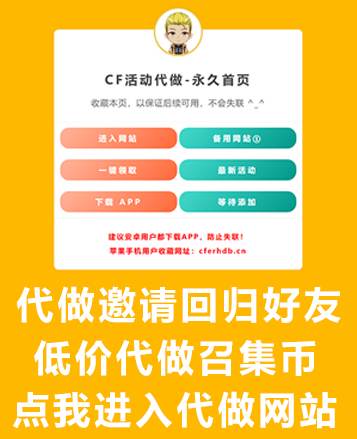 CF活动代做-永久首页
收藏本页，以保证后续可用，不会失联 ^_^
进入网站
备用网站①
一键领取
最新活动
下载 APP
等待添加
建议安卓用户都下载APP，防止失联！
苹果手机用户收藏网址：cferhdb.cn
代做邀请回归好友
低价代做召集币
点我进入代做网站